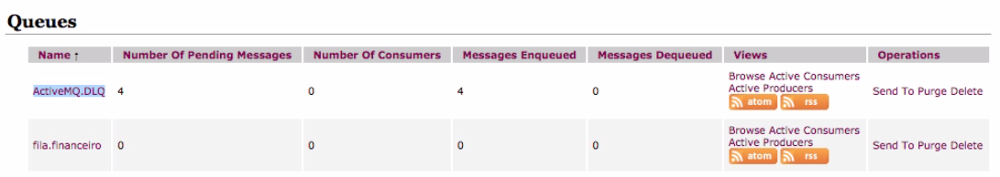 Queues
Name ↑ Number Of Pending Messages Number Of Consumers Messages Enqueued Messages Dequeued Views Operations
ActiveMQ.DLQ 4 0 4 0 Browse Active Consumers Send To Purge Delete
Active Producers
atom rss
fila.financeiro 0 0 0 0 Browse Active Consumers Send To Purge Delete
Active Producers
atom rss